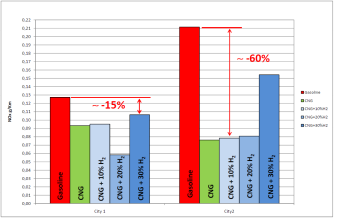 0.22
0.21
0.20
0.19
0.18
0.17
0.16
0.15
0.14
0.13
0.12
0.11
0.10
0.09
0.08
0.07
0.06
0.05
0.04
0.03
0.02
0.01
0.00
NOx g/km
~ -15%
~ -60%
Gasoline
CNG
CNG + 10% H2
CNG + 20% H2
CNG + 30% H2
Gasoline
CNG
CNG + 10% H2
CNG + 20% H2
CNG + 30% H2
City 1
City2
Gasoline
CNG
CNG+10%H2
CNG+20%H2
CNG+30%H2